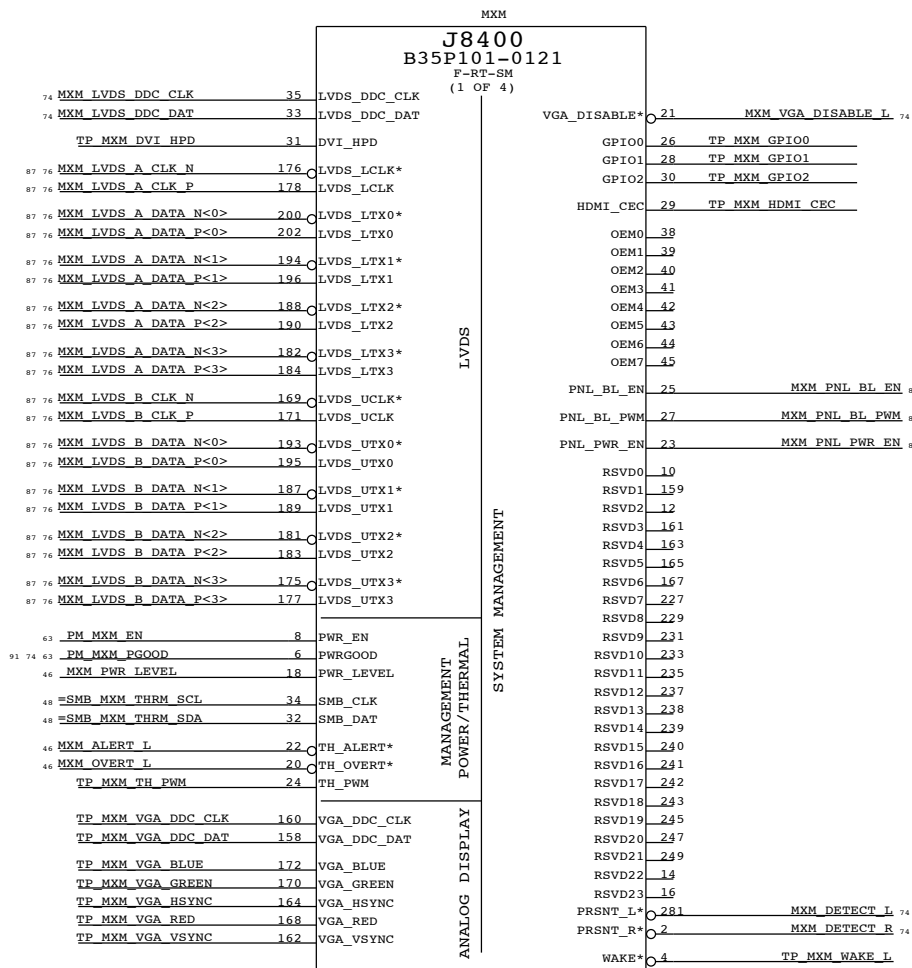 MXM
J8400
B35P101-0121
F-RT-SM
(1 OF 4)
74 MXM_LVDS_DDC_CLK 35 LVDS_DDC_CLK
74 MXM_LVDS_DDC_DAT 33 LVDS_DDC_DAT
TP_MXM_DVI_HPD 31 DVI_HPD
87 76 MXM_LVDS_A_CLK_N 176 LVDS_LCLK*
87 76 MXM_LVDS_A_CLK_P 178 LVDS_LCLK
87 76 MXM_LVDS_A_DATA_N<0> 200 LVDS_LTX0*
87 76 MXM_LVDS_A_DATA_P<0> 202 LVDS_LTX0
87 76 MXM_LVDS_A_DATA_N<1> 194 LVDS_LTX1*
87 76 MXM_LVDS_A_DATA_P<1> 196 LVDS_LTX1
87 76 MXM_LVDS_A_DATA_N<2> 188 LVDS_LTX2*
87 76 MXM_LVDS_A_DATA_P<2> 190 LVDS_LTX2
87 76 MXM_LVDS_A_DATA_N<3> 182 LVDS_LTX3*
87 76 MXM_LVDS_A_DATA_P<3> 184 LVDS_LTX3
87 76 MXM_LVDS_B_CLK_N 169 LVDS_UCLK*
87 76 MXM_LVDS_B_CLK_P 171 LVDS_UCLK
87 76 MXM_LVDS_B_DATA_N<0> 193 LVDS_UTX0*
87 76 MXM_LVDS_B_DATA_P<0> 195 LVDS_UTX0
87 76 MXM_LVDS_B_DATA_N<1> 187 LVDS_UTX1*
87 76 MXM_LVDS_B_DATA_P<1> 189 LVDS_UTX1
87 76 MXM_LVDS_B_DATA_N<2> 181 LVDS_UTX2*
87 76 MXM_LVDS_B_DATA_P<2> 183 LVDS_UTX2
87 76 MXM_LVDS_B_DATA_N<3> 175 LVDS_UTX3*
87 76 MXM_LVDS_B_DATA_P<3> 177 LVDS_UTX3
63 PM_MXM_EN 8 PWR_EN
91 74 63 PM_MXM_PGOOD 6 PWRGOOD
46 MXM_PWR_LEVEL 18 PWR_LEVEL
48 =SMB_MXM_THRM_SCL 34 SMB_CLK
48 =SMB_MXM_THRM_SDA 32 SMB_DAT
46 MXM_ALERT_L 22 TH_ALERT*
46 MXM_OVERT_L 20 TH_OVERT*
TP_MXM_TH_PWM 24 TH_PWM
TP_MXM_VGA_DDC_CLK 160 VGA_DDC_CLK
TP_MXM_VGA_DDC_DAT 158 VGA_DDC_DAT
TP_MXM_VGA_BLUE 172 VGA_BLUE
TP_MXM_VGA_GREEN 170 VGA_GREEN
TP_MXM_VGA_HSYNC 164 VGA_HSYNC
TP_MXM_VGA_RED 168 VGA_RED
TP_MXM_VGA_VSYNC 162 VGA_VSYNC
LVDS
MANAGEMENT
POWER/THERMAL
ANALOG DISPLAY
SYSTEM MANAGEMENT
VGA_DISABLE* 21 MXM_VGA_DISABLE_L 74
GPIO0 26 TP_MXM_GPIO0
GPIO1 28 TP_MXM_GPIO1
GPIO2 30 TP_MXM_GPIO2
HDMI_CEC 29 TP_MXM_HDMI_CEC
OEM0 38
OEM1 39
OEM2 40
OEM3 41
OEM4 42
OEM5 43
OEM6 44
OEM7 45
PNL_BL_EN 25 MXM_PNL_BL_EN
PNL_BL_PWM 27 MXM_PNL_BL_PWM
PNL_PWR_EN 23 MXM_PNL_PWR_EN
RSVD0 10
RSVD1 159
RSVD2 12
RSVD3 161
RSVD4 163
RSVD5 165
RSVD6 167
RSVD7 227
RSVD8 229
RSVD9 231
RSVD10 233
RSVD11 235
RSVD12 237
RSVD13 238
RSVD14 239
RSVD15 240
RSVD16 241
RSVD17 242
RSVD18 243
RSVD19 245
RSVD20 247
RSVD21 249
RSVD22 14
RSVD23 16
PRSNT_L* 281 MXM_DETECT_L 74
PRSNT_R* 2 MXM_DETECT_R 74
WAKE* 4 TP_MXM_WAKE_L